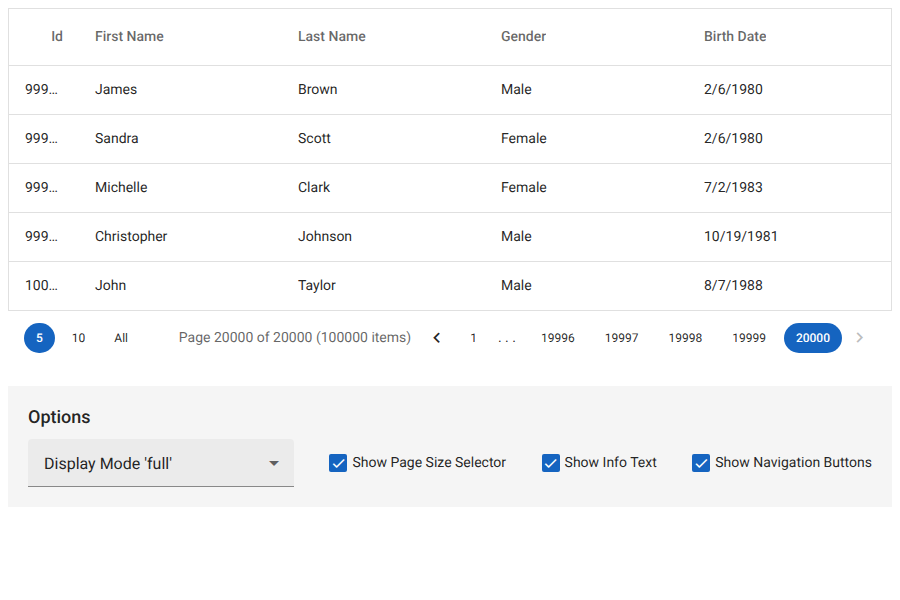 Id First Name Last Name Gender Birth Date
999... James Brown Male 2/6/1980
999... Sandra Scott Female 2/6/1980
999... Michelle Clark Female 7/2/1983
999... Christopher Johnson Male 10/19/1981
100... John Taylor Male 8/7/1988
5 10 All Page 20000 of 20000 (100000 items) 1 . . . 19996 19997 19998 19999 20000
Options
Display Mode 'full' Show Page Size Selector Show Info Text Show Navigation Buttons